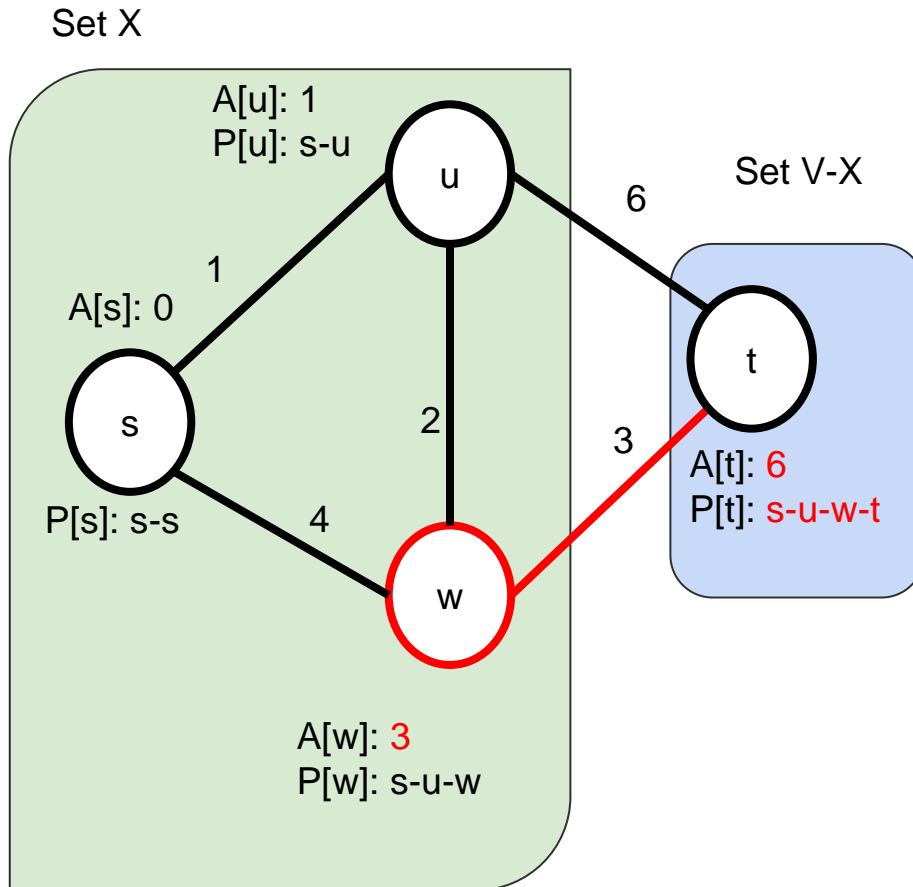 Set X
A[u]: 1
P[u]: s-u
u
Set V-X
6
1
A[s]: 0
t
s
2
3
A[t]: 6
P[t]: s-u-w-t
P[s]: s-s
4
w
A[w]: 3
P[w]: s-u-w